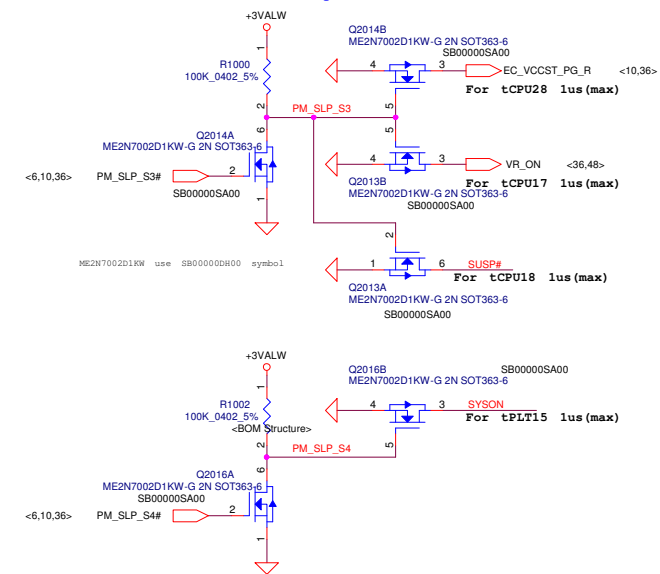 +3VALW
1
R1000
100K_0402_5%
2
PM_SLP_S3
Q2014B
ME2N7002D1KW-G 2N SOT363-6
SB00000SA00
4
3
EC_VCCST_PG_R
<10,36>
For tCPU28 1us(max)
5
6
Q2014A
ME2N7002D1KW-G 2N SOT363-6
<6,10,36>
PM_SLP_S3#
2
SB00000SA00
1
5
4
3
VR_ON
<36,48>
Q2013B
For tCPU17 1us(max)
ME2N7002D1KW-G 2N SOT363-6
SB00000SA00
2
ME2N7002D1KW use SB00000DH00 symbol
1
6
SUSP#
For tCPU18 1us(max)
Q2013A
ME2N7002D1KW-G 2N SOT363-6
SB00000SA00
+3VALW
1
R1002
100K_0402_5%
<BOM Structure>
2
PM_SLP_S4
Q2016B
SB00000SA00
ME2N7002D1KW-G 2N SOT363-6
4
3
SYSON
For tPLT15 1us(max)
5
6
Q2016A
ME2N7002D1KW-G 2N SOT363-6
SB00000SA00
<6,10,36>
PM_SLP_S4#
2
1